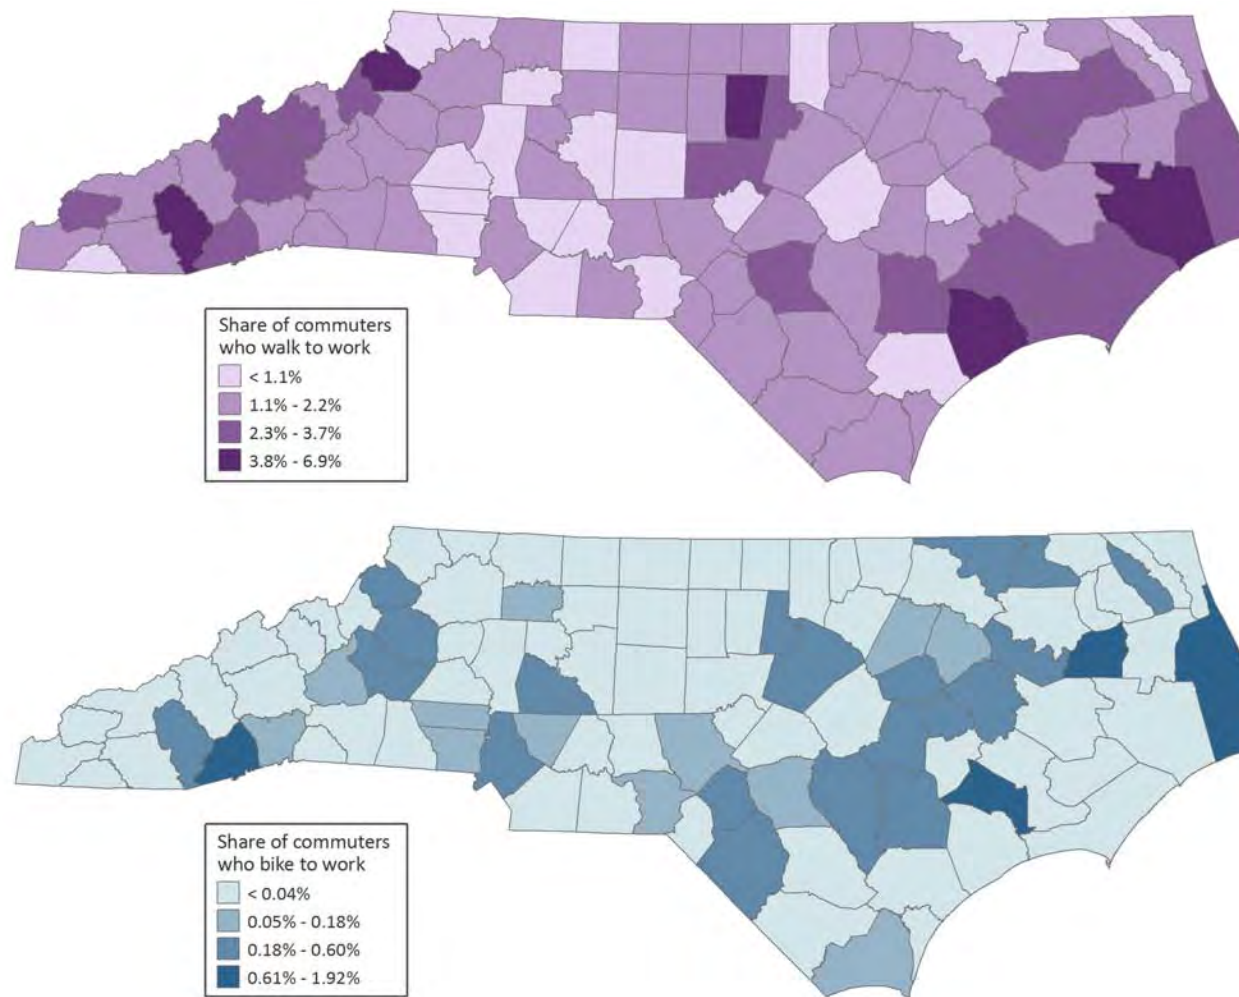 Share of commuters
who walk to work
< 1.1%
1.1% - 2.2%
2.3% - 3.7%
3.8% - 6.9%
Share of commuters
who bike to work
< 0.04%
0.05% - 0.18%
0.18% - 0.60%
0.61% - 1.92%